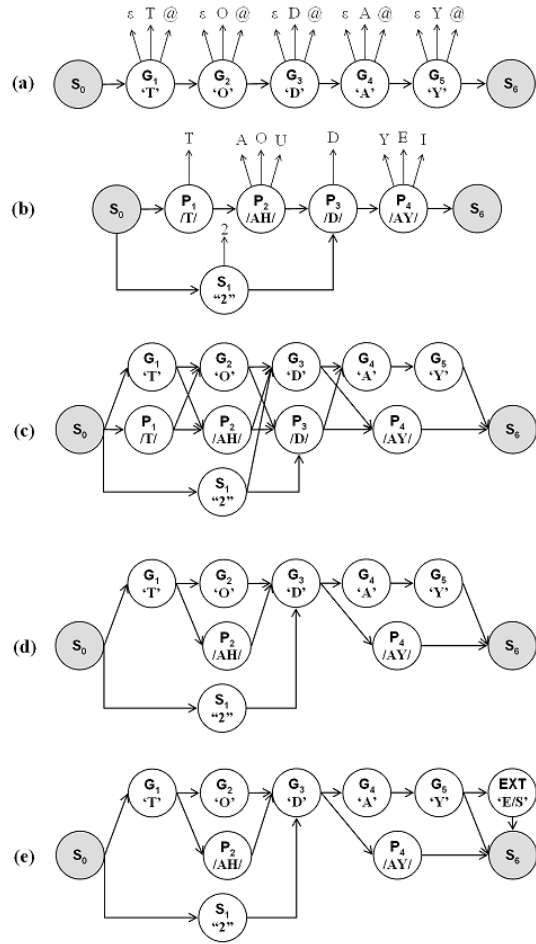 ε T @ ε O @ ε D @ ε A @ ε Y @
(a) S0 G1 'T' G2 'O' G3 'D' G4 'A' G5 'Y' S6
T A O U D Y E I
(b) S0 P1 /T/ P2 /AH/ P3 /D/ P4 /AY/ S6
2
S1 "2"
G1 'T' G2 'O' G3 'D' G4 'A' G5 'Y'
(c) S0 P1 /T/ P2 /AH/ P3 /D/ P4 /AY/ S6
S1 "2"
G1 'T' G2 'O' G3 'D' G4 'A' G5 'Y'
(d) S0 P2 /AH/ P4 /AY/ S6
S1 "2"
G1 'T' G2 'O' G3 'D' G4 'A' G5 'Y' EXT 'E/S'
(e) S0 P2 /AH/ P4 /AY/ S6
S1 "2"